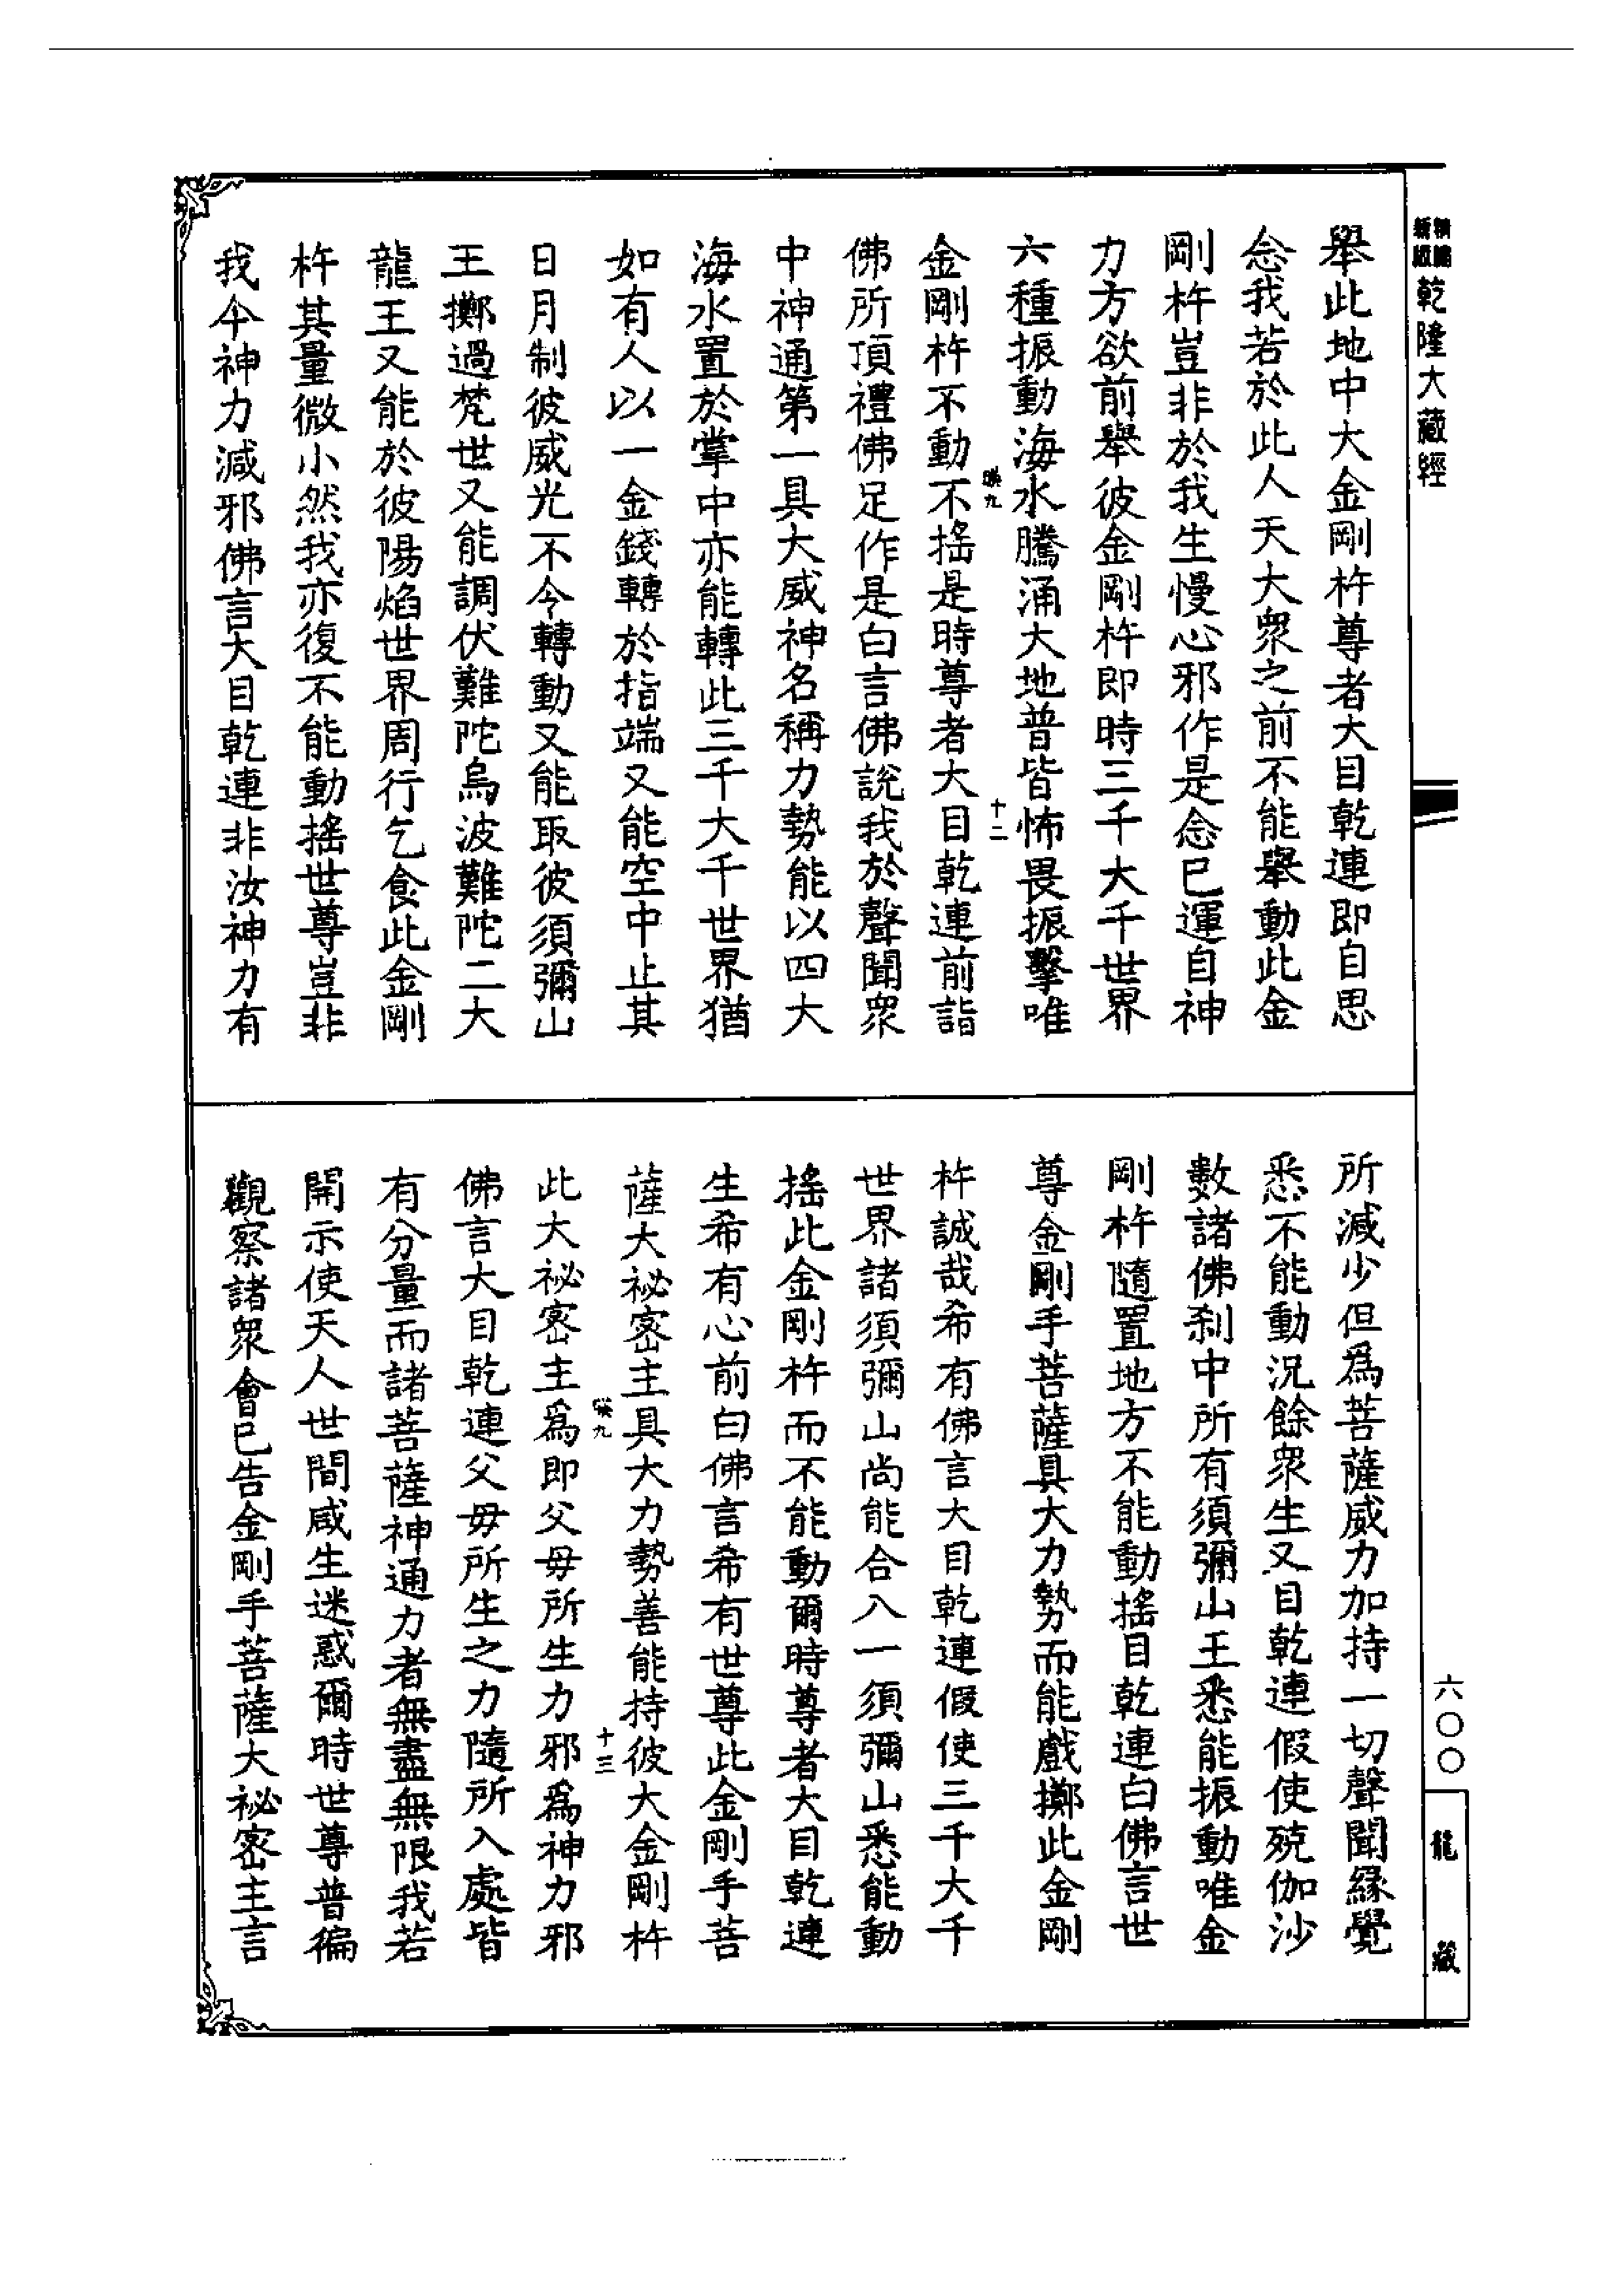 乾隆大藏經
舉此地中大金剛杵尊者大目乾連即自思
念我若於此人天大眾之前不能舉動此金
剛杵豈非於我生慢心邪作是念已運自神
力方欲前舉彼金剛杵即時三千大千世界
六種振動海水騰涌大地普皆怖畏振擊唯
金剛杵不動不搖是時尊者大目乾連前詣
十二
佛所頂禮佛足作是白言佛說我於聲聞眾
中神通第一具大威神名稱力勢能以四大
海水置於掌中亦能轉此三千大千世界猶
如有人以一金錢轉於指端又能空中止其
日月制彼威光不令轉動又能取彼須彌山
王擲過梵世又能調伏難陀烏波難陀二大
龍王又能於彼陽焰世界周行乞食此金剛
杵其量微小然我亦復不能動搖世尊豈非
我今神力減邪佛言大目乾連非汝神力有
所減少但為菩薩威力加持一切聲聞緣覺
悉不能動況餘眾生又目乾連假使殑伽沙
數諸佛剎中所有須彌山王悉能振動唯金
剛杵隨置地方不能動搖目乾連白佛言世
尊金剛手菩薩具大力勢而能戲擲此金剛
杵誠哉希有佛言大目乾連假使三千大千
世界諸須彌山尚能合入一須彌山悉能動
搖此金剛杵而不能動爾時尊者大目乾連
生希有心前白佛言希有世尊此金剛手菩
薩大祕密主具大力勢善能持彼大金剛杵
十三
此大祕密主為即父母所生力邪為神力邪
佛言大目乾連父母所生之力隨所入處皆
有分量而諸菩薩神通力者無盡無限我若
開示使天人世間咸生迷惑爾時世尊普徧
觀察諸眾會已告金剛手菩薩大祕密主言
六〇〇
龍藏